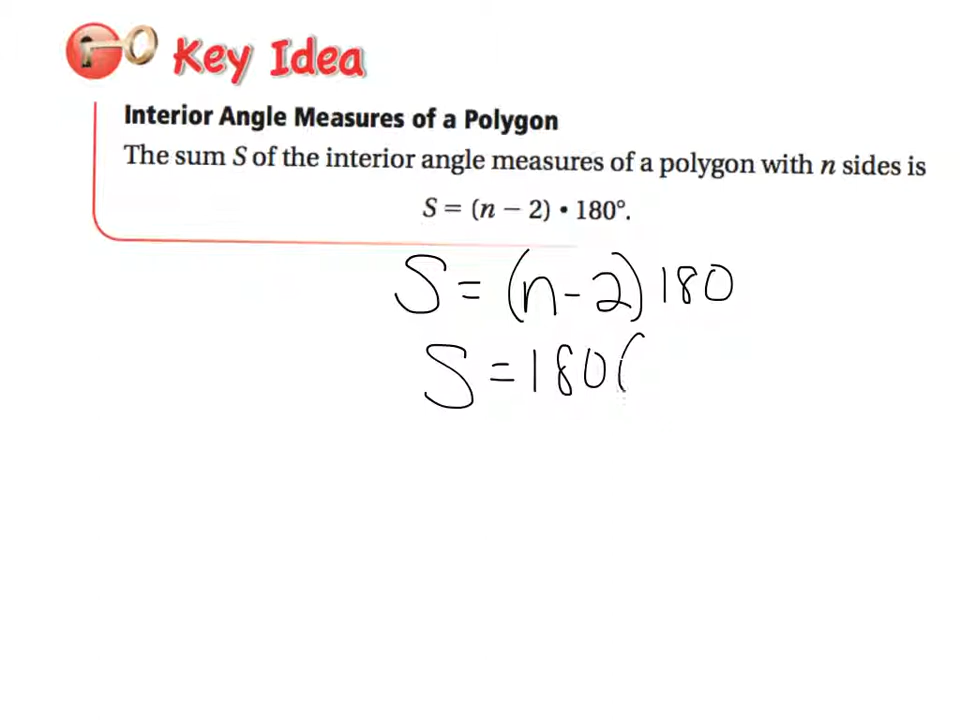 Key Idea
Interior Angle Measures of a Polygon
The sum S of the interior angle measures of a polygon with n sides is
S = (n − 2) • 180°.
S = (n - 2) 180
S = 180(